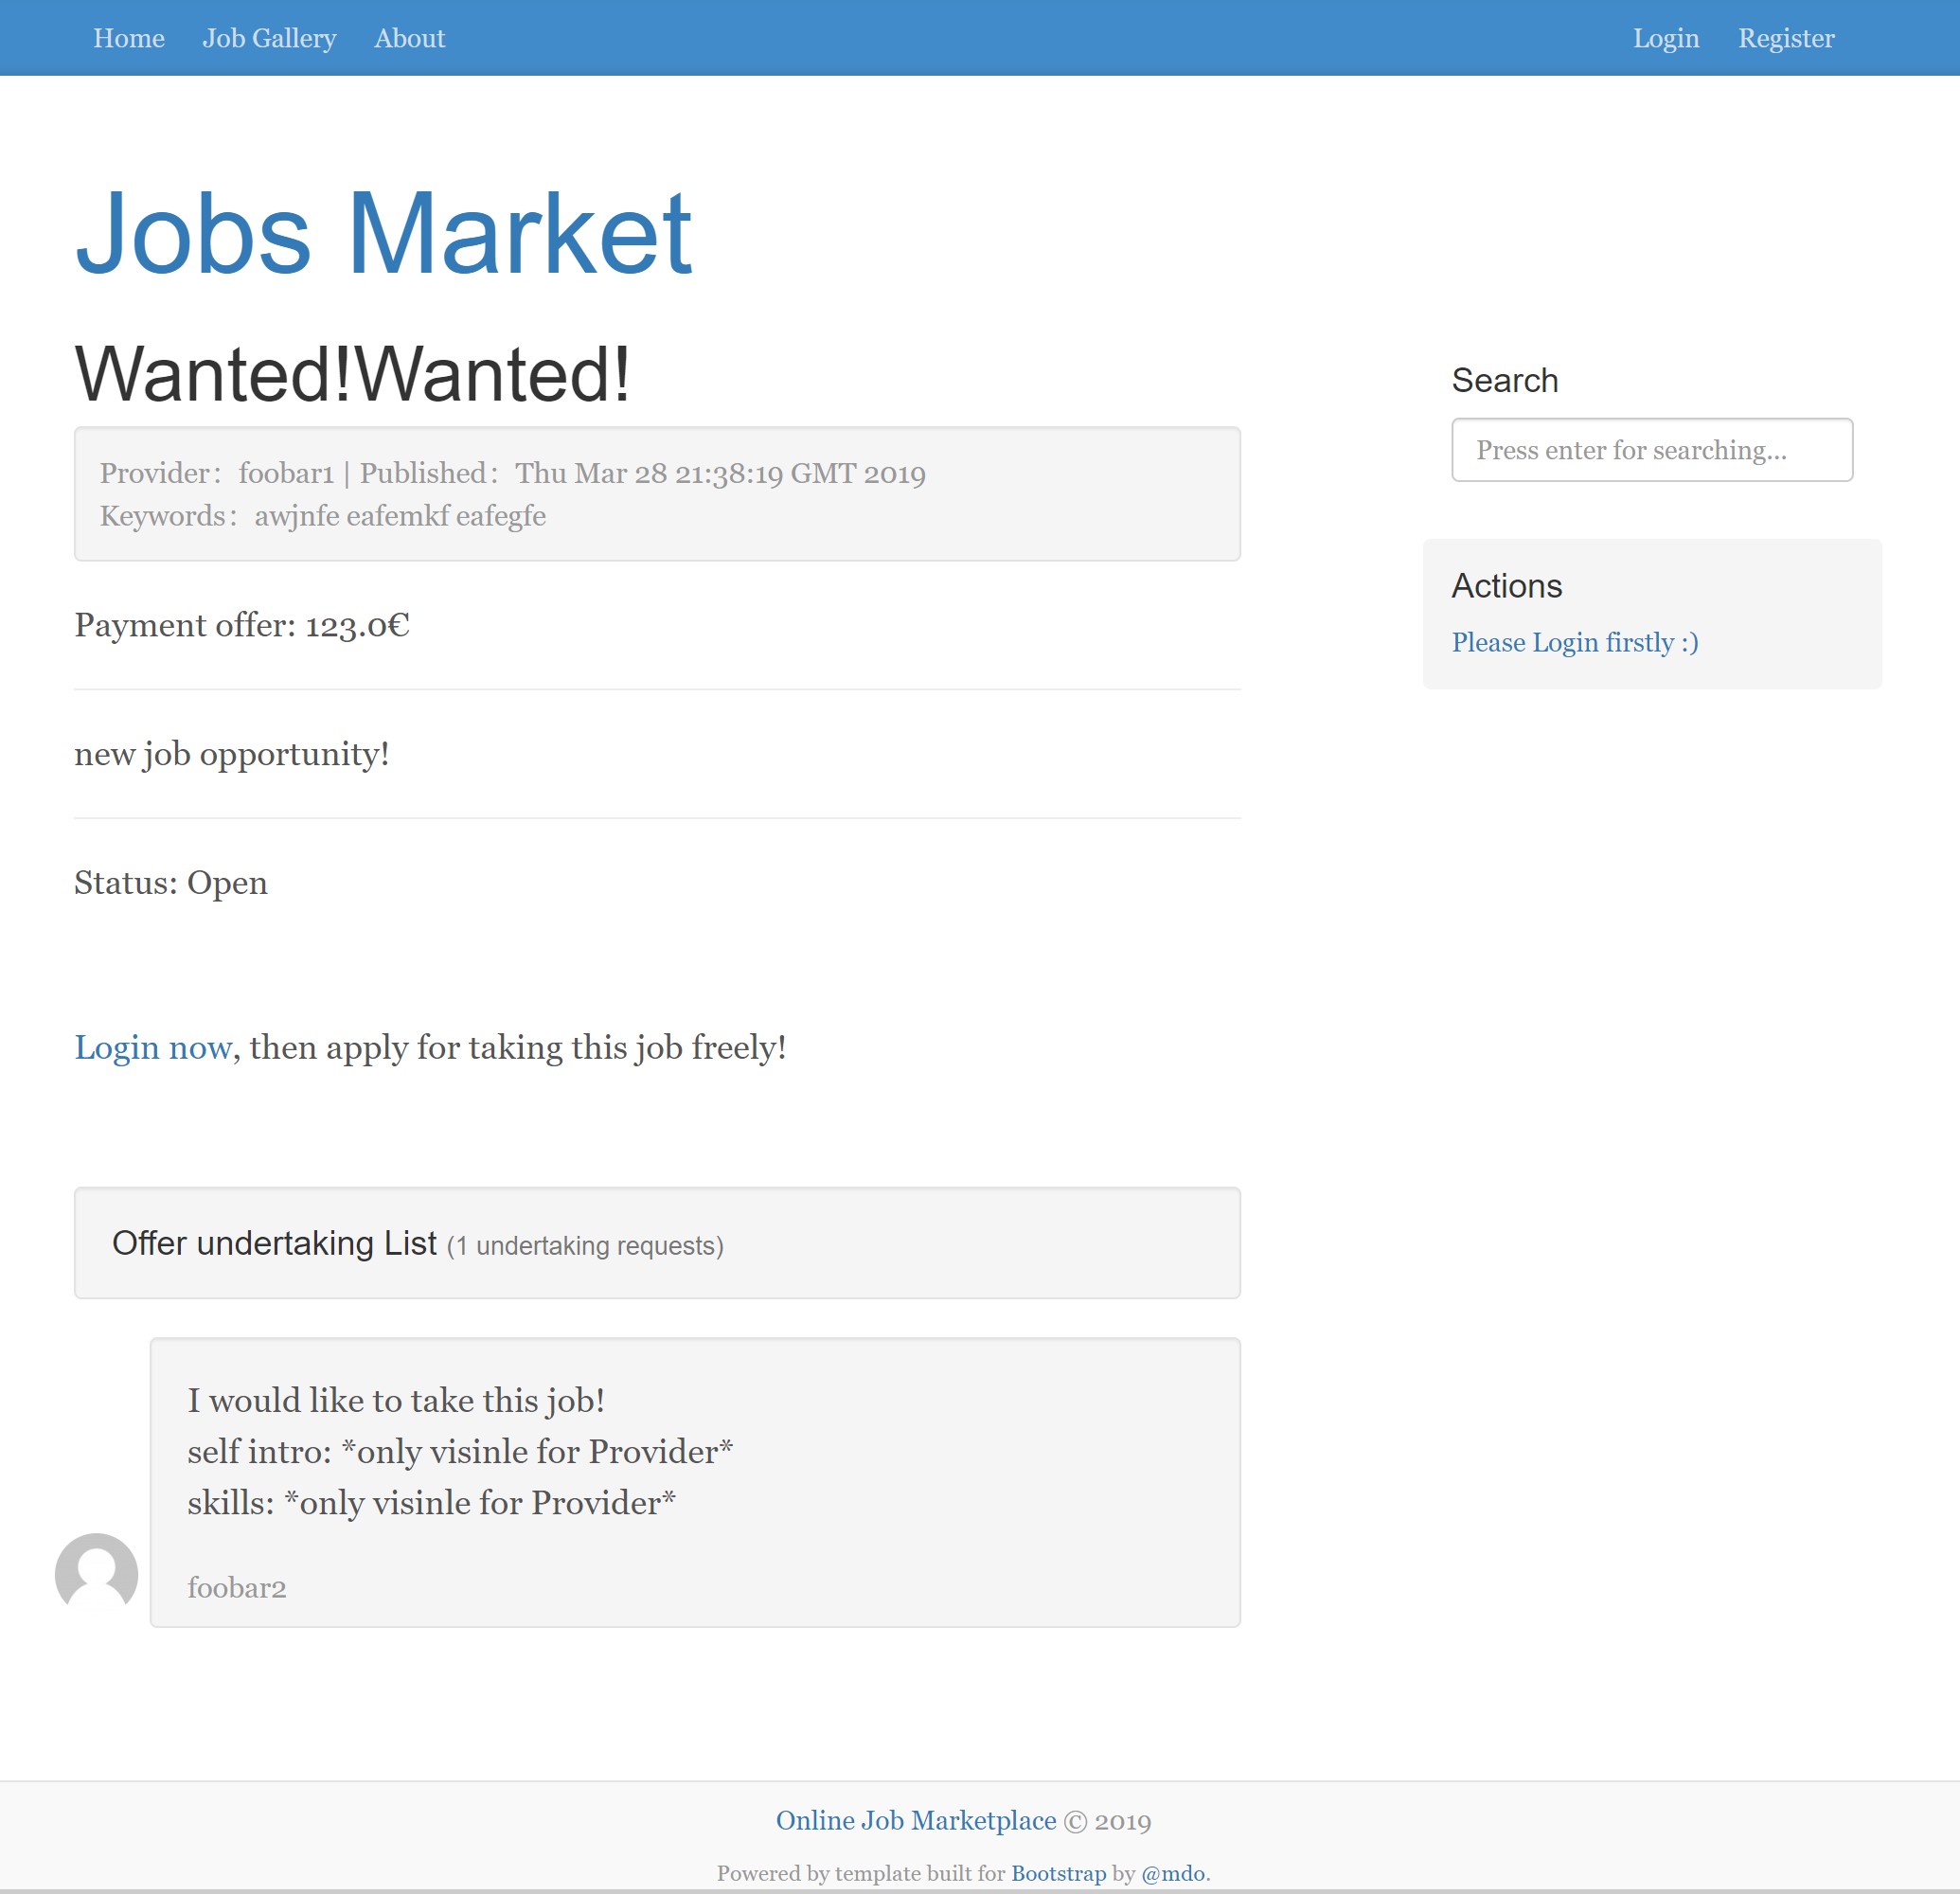 Home Job Gallery About Login Register
Jobs Market
Wanted!Wanted!
Provider: foobar1 | Published: Thu Mar 28 21:38:19 GMT 2019
Keywords: awjnfe eafemkf eafegfe
Payment offer: 123.0€
new job opportunity!
Status: Open
Login now, then apply for taking this job freely!
Offer undertaking List (1 undertaking requests)
I would like to take this job!
self intro: *only visinle for Provider*
skills: *only visinle for Provider*
foobar2
Search
Press enter for searching...
Actions
Please Login firstly :)
Online Job Marketplace © 2019
Powered by template built for Bootstrap by @mdo.